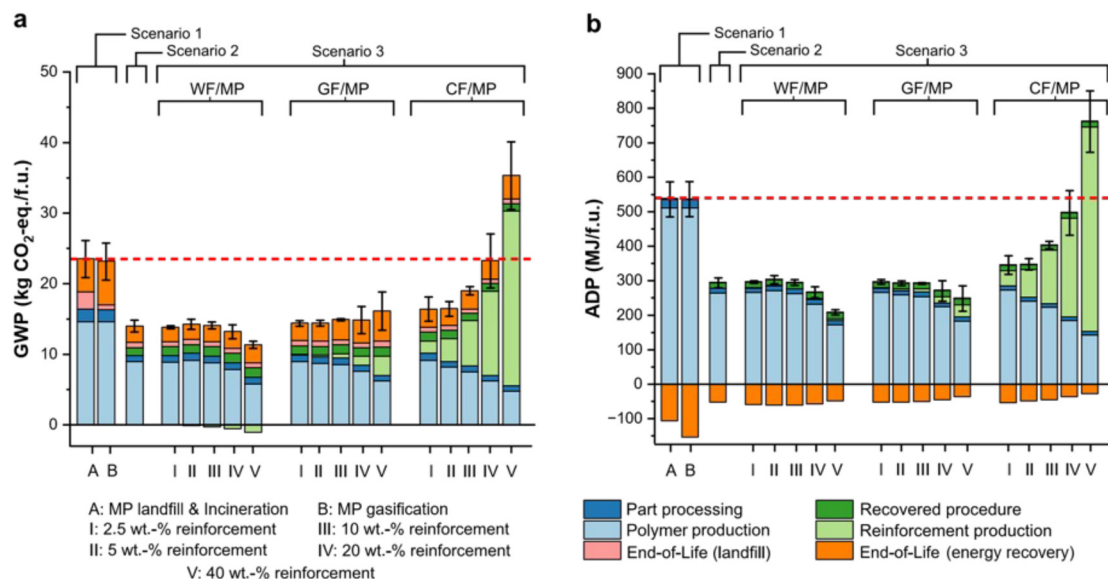 a
Scenario 1
Scenario 2
Scenario 3
WF/MP
GF/MP
CF/MP
GWP (kg CO₂-eq./f.u.)
50
40
30
20
10
0
A B I II III IV V I II III IV V I II III IV V
A: MP landfill & Incineration
B: MP gasification
I: 2.5 wt.-% reinforcement
III: 10 wt.-% reinforcement
II: 5 wt.-% reinforcement
IV: 20 wt.-% reinforcement
V: 40 wt.-% reinforcement
b
Scenario 1
Scenario 2
Scenario 3
WF/MP
GF/MP
CF/MP
ADP (MJ/f.u.)
900
800
700
600
500
400
300
200
100
0
−100
A B I II III IV V I II III IV V I II III IV V
Part processing
Recovered procedure
Polymer production
Reinforcement production
End-of-Life (landfill)
End-of-Life (energy recovery)